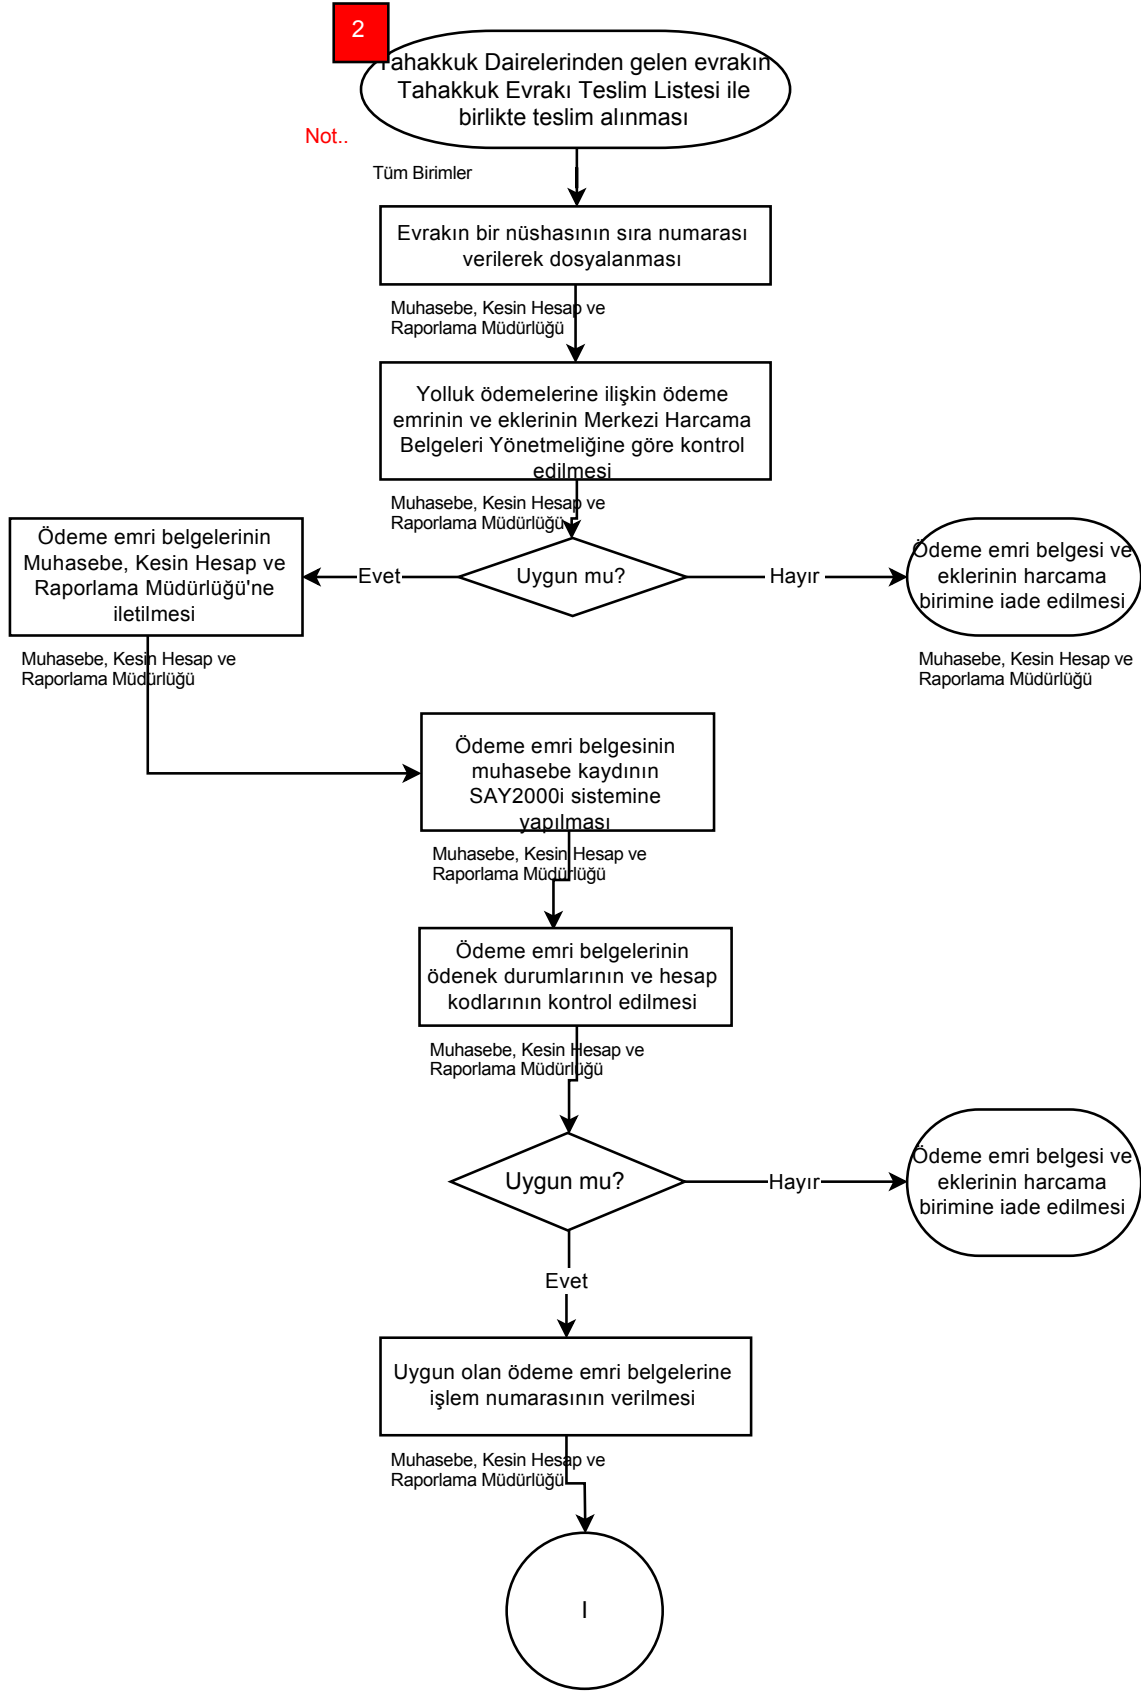 2
Tahakkuk Dairelerinden gelen evrakın
Tahakkuk Evrakı Teslim Listesi ile
birlikte teslim alınması
Not..
Tüm Birimler
Evrakın bir nüshasının sıra numarası
verilerek dosyalanması
Muhasebe, Kesin Hesap ve
Raporlama Müdürlüğü
Yolluk ödemelerine ilişkin ödeme
emrinin ve eklerinin Merkezi Harcama
Belgeleri Yönetmeliğine göre kontrol
edilmesi
Muhasebe, Kesin Hesap ve
Raporlama Müdürlüğü
Uygun mu?
Evet
Hayır
Ödeme emri belgelerinin
Muhasebe, Kesin Hesap ve
Raporlama Müdürlüğü'ne
iletilmesi
Muhasebe, Kesin Hesap ve
Raporlama Müdürlüğü
Ödeme emri belgesi ve
eklerinin harcama
birimine iade edilmesi
Muhasebe, Kesin Hesap ve
Raporlama Müdürlüğü
Ödeme emri belgesinin
muhasebe kaydının
SAY2000i sistemine
yapılması
Muhasebe, Kesin Hesap ve
Raporlama Müdürlüğü
Ödeme emri belgelerinin
ödenek durumlarının ve hesap
kodlarının kontrol edilmesi
Muhasebe, Kesin Hesap ve
Raporlama Müdürlüğü
Uygun mu?
Hayır
Ödeme emri belgesi ve
eklerinin harcama
birimine iade edilmesi
Evet
Uygun olan ödeme emri belgelerine
işlem numarasının verilmesi
Muhasebe, Kesin Hesap ve
Raporlama Müdürlüğü
I